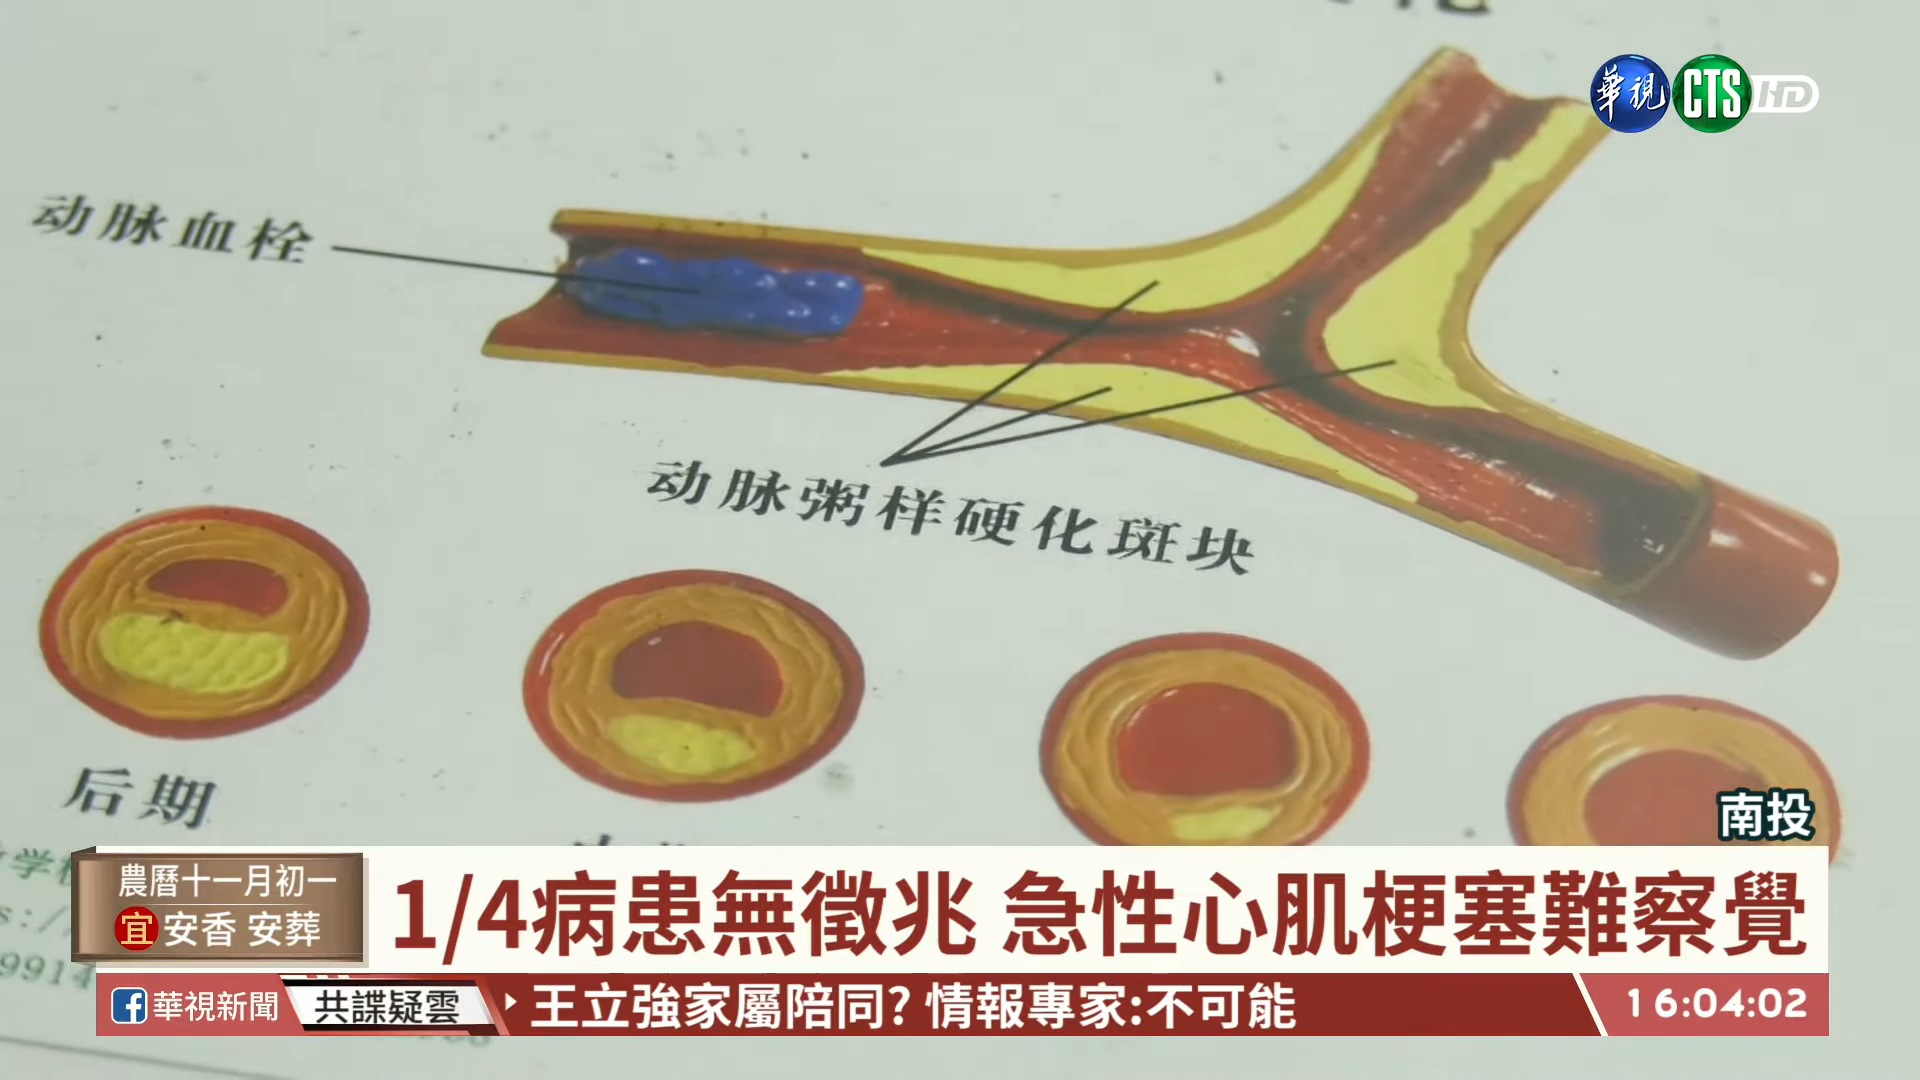 華視 CTS HD
动脉血栓
动脉粥样硬化斑块
后期
南投
農曆十一月初一
宜 安香 安葬
1/4病患無徵兆 急性心肌梗塞難察覺
華視新聞
共諜疑雲
王立強家屬陪同? 情報專家:不可能
16:04:02
9914